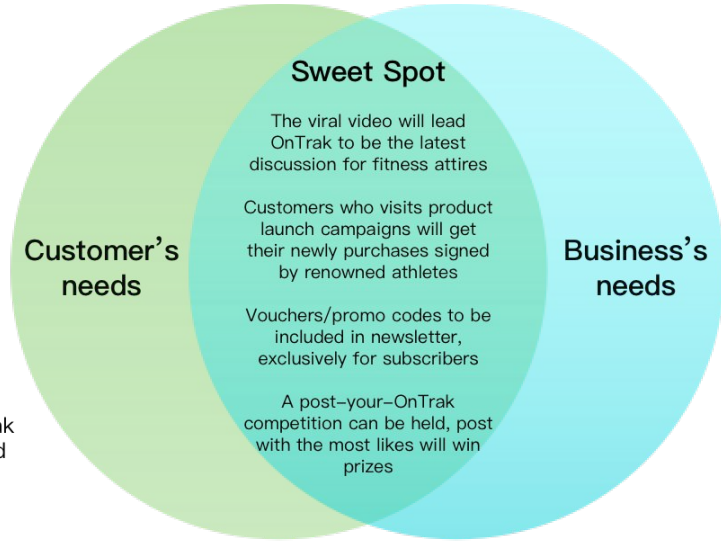 Sweet Spot
The viral video will lead
OnTrak to be the latest
discussion for fitness attires
Customers who visits product
launch campaigns will get
their newly purchases signed
by renowned athletes
Customer's
needs
Business's
needs
Vouchers/promo codes to be
included in newsletter,
exclusively for subscribers
A post-your-OnTrak
competition can be held, post
with the most likes will win
prizes